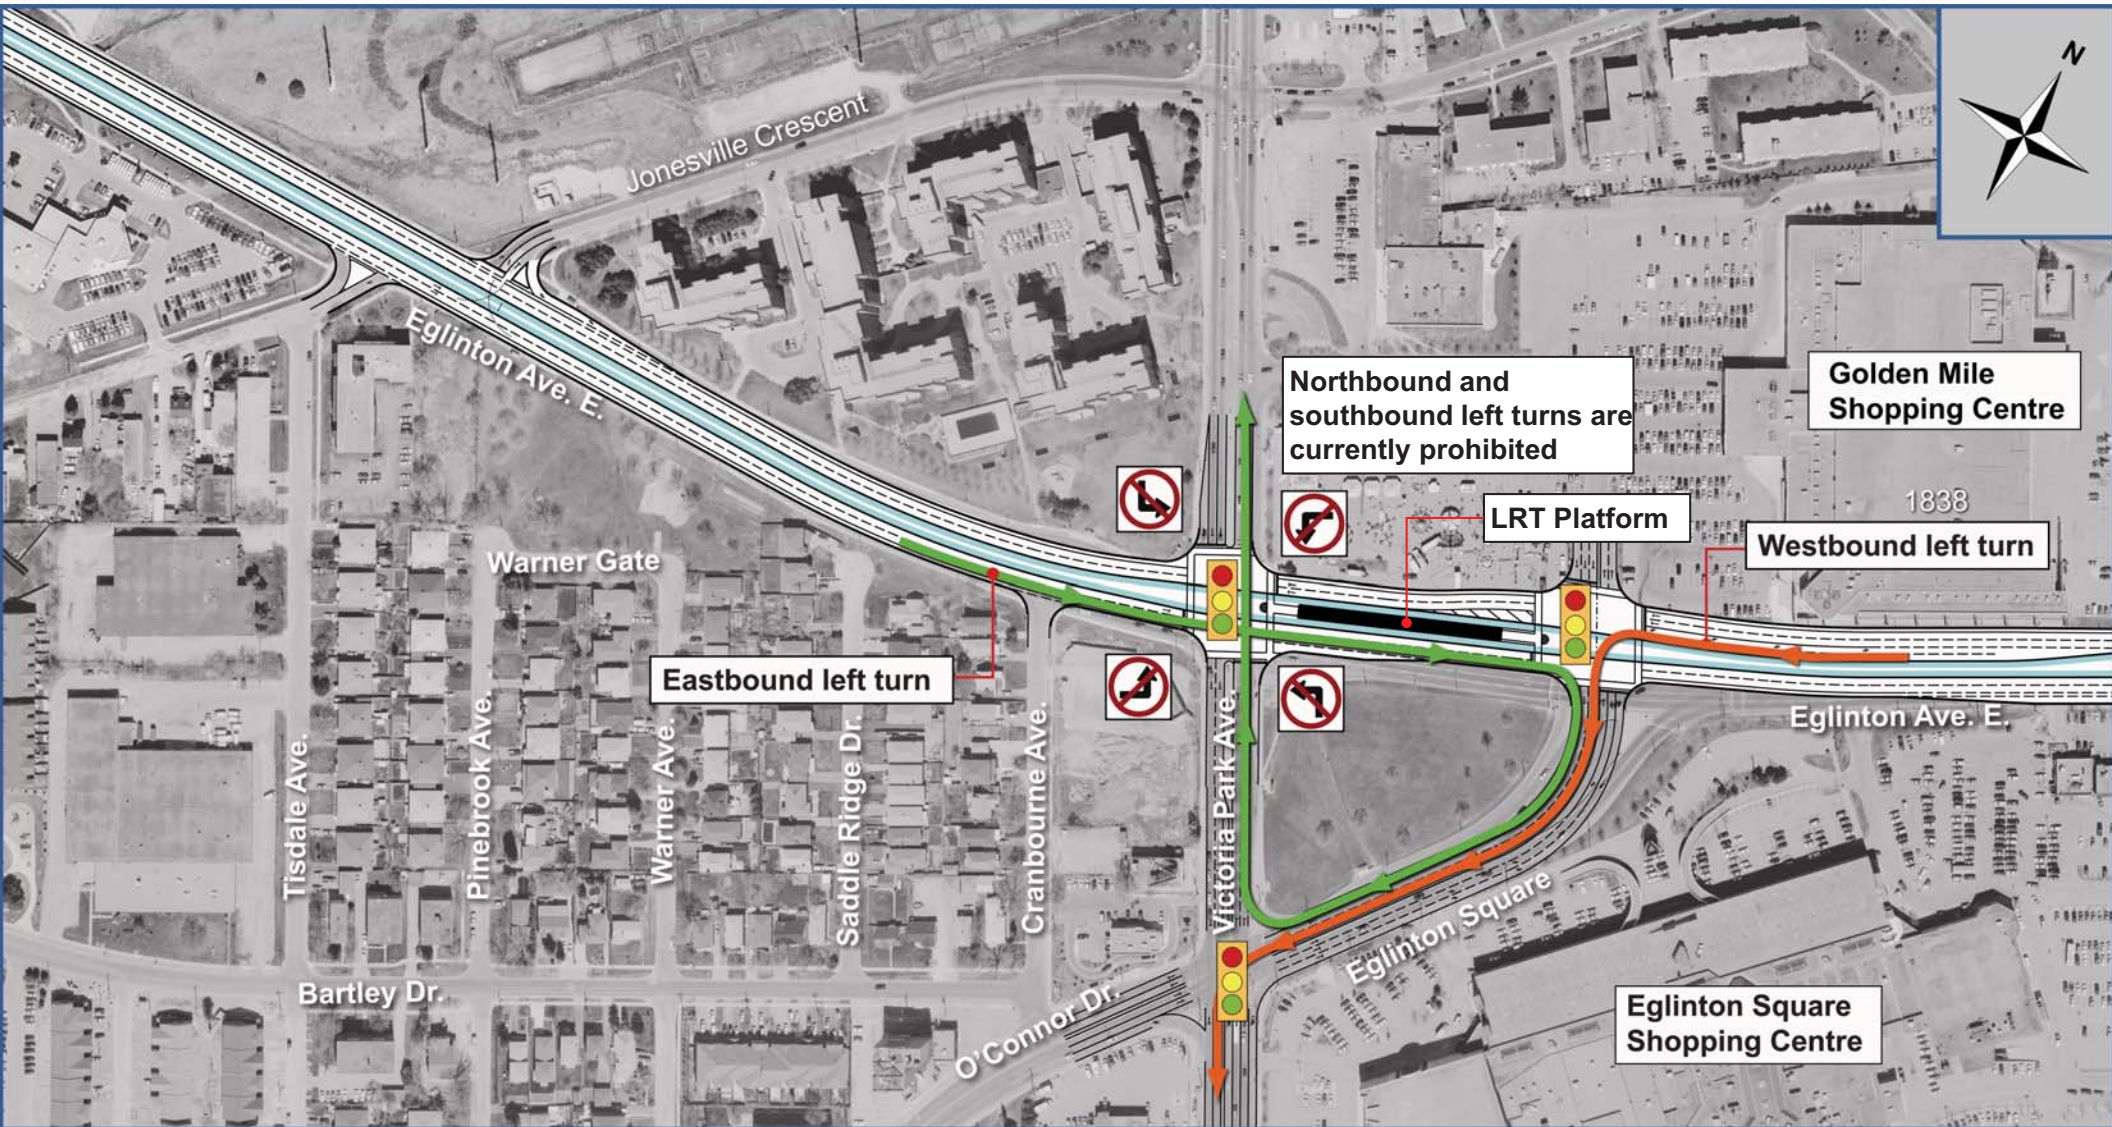 N
Jonesville Crescent
Eglinton Ave. E.
Northbound and
southbound left turns are
currently prohibited
Golden Mile
Shopping Centre
1838
LRT Platform
Westbound left turn
Warner Gate
Eastbound left turn
Eglinton Ave. E.
Tisdale Ave.
Pinebrook Ave.
Warner Ave.
Saddle Ridge Dr.
Cranbourne Ave.
Victoria Park Ave.
Eglinton Square
Bartley Dr.
O'Connor Dr.
Eglinton Square
Shopping Centre